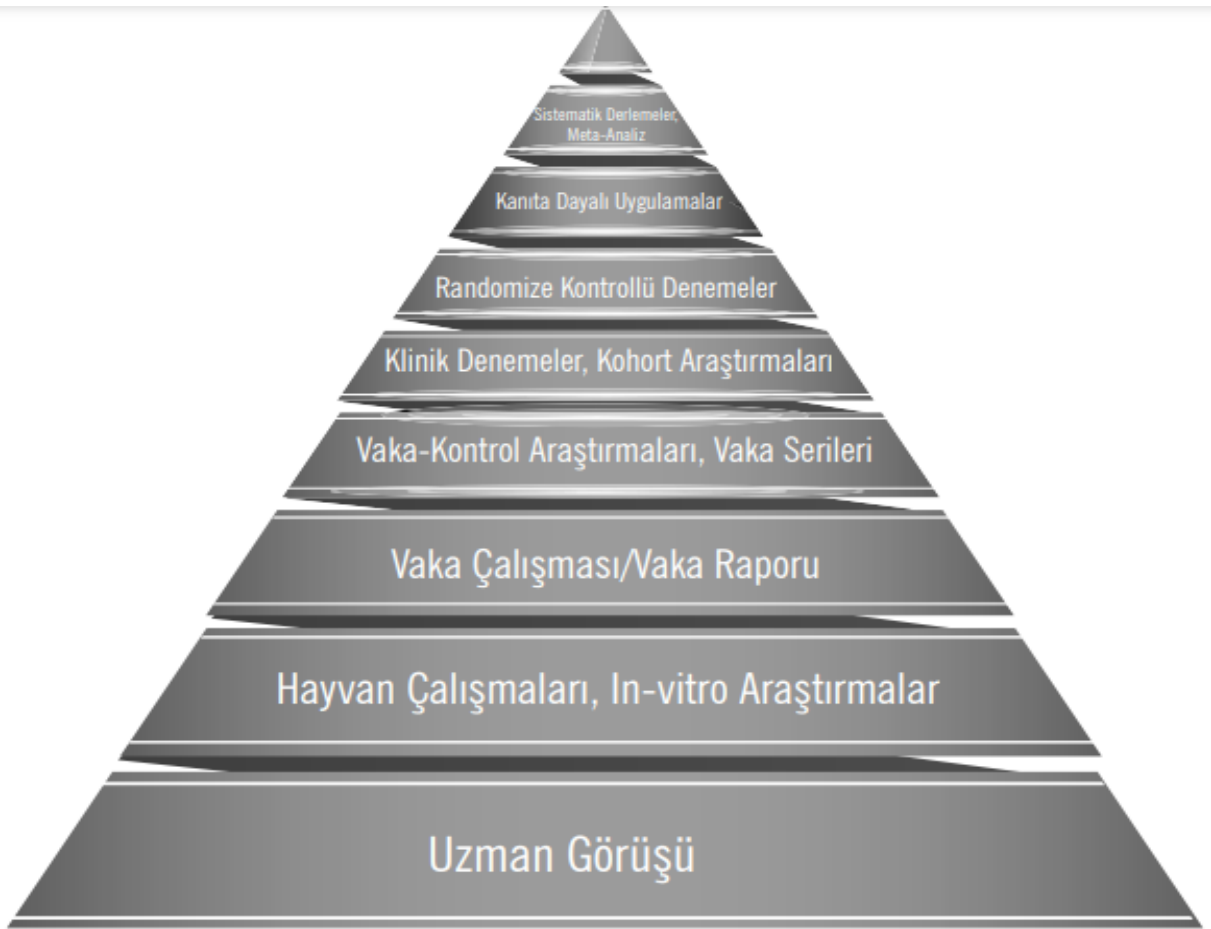 Sistematik Derlemeler,
Meta-Analiz
Kanıta Dayalı Uygulamalar
Randomize Kontrollü Denemeler
Klinik Denemeler, Kohort Araştırmaları
Vaka-Kontrol Araştırmaları, Vaka Serileri
Vaka Çalışması/Vaka Raporu
Hayvan Çalışmaları, In-vitro Araştırmalar
Uzman Görüşü